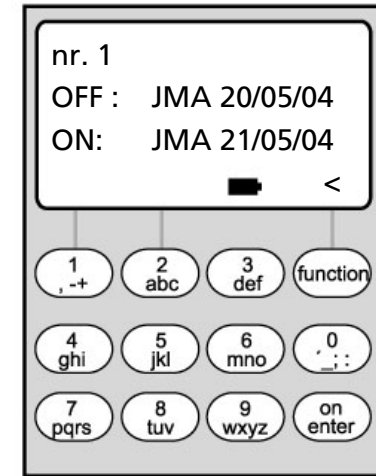 nr. 1
OFF : JMA 20/05/04
ON: JMA 21/05/04
<
1 2 3 function
, -+ abc def
4 5 6 0
ghi jkl mno ´_; :
7 8 9 on
pqrs tuv wxyz enter